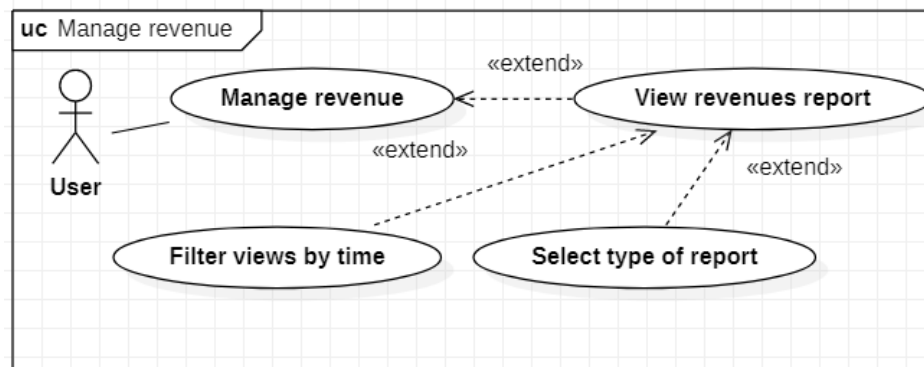 uc Manage revenue
«extend»
Manage revenue
View revenues report
«extend»
«extend»
User
Filter views by time
Select type of report